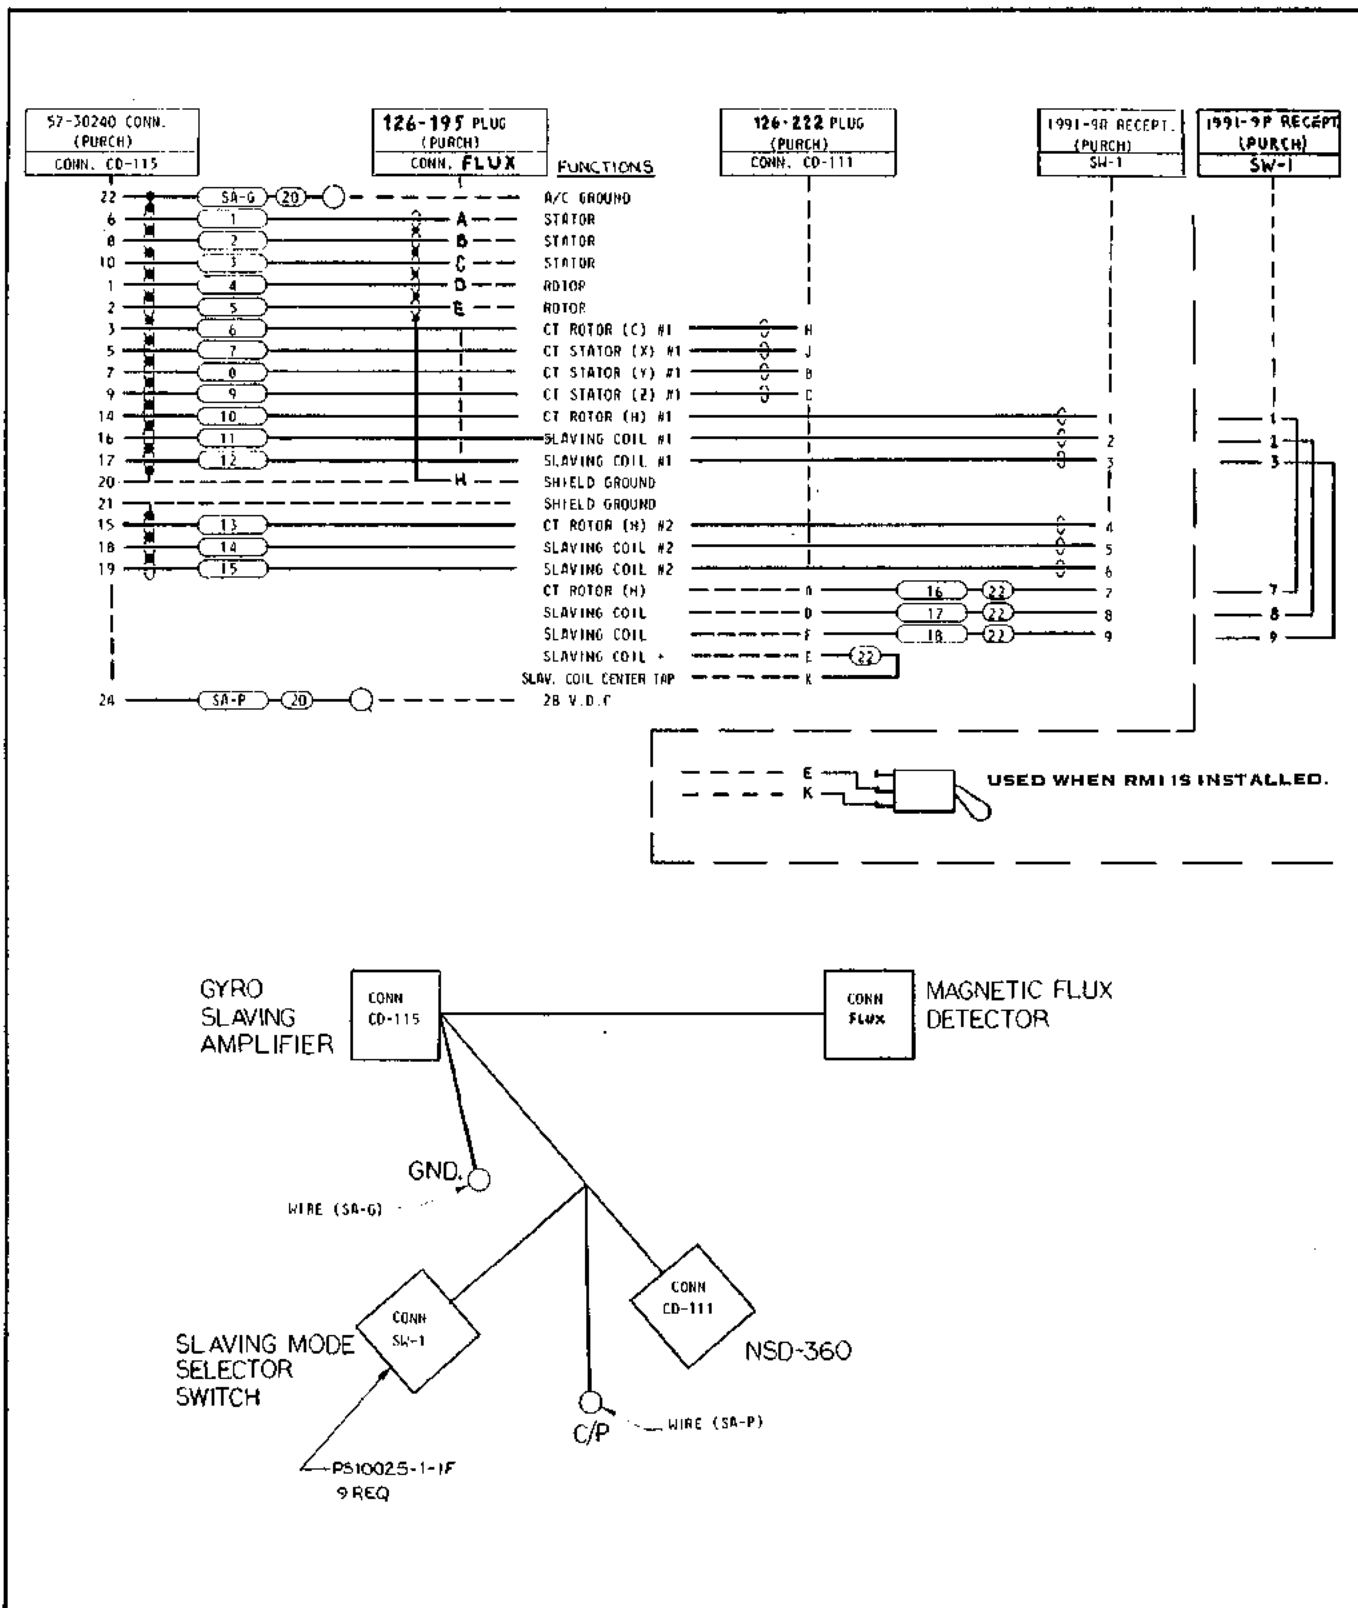 57-30240 CONN.
(PURCH)
CONN. CD-115
126-195 PLUG
(PURCH)
CONN. FLUX
FUNCTIONS
126-222 PLUG
(PURCH)
CONN. CD-111
1991-9R RECEPT.
(PURCH)
SW-1
1991-9P RECEPT
(PURCH)
SW-1
22 SA-G 20 A/C GROUND
6 1 A STATOR
8 2 B STATOR
10 3 C STATOR
1 4 D ROTOR
2 5 E ROTOR
3 6 CT ROTOR (C) #1 H
5 7 CT STATOR (X) #1 J
7 8 CT STATOR (Y) #1 B
9 9 CT STATOR (Z) #1 C
14 10 CT ROTOR (H) #1 1 1
16 11 SLAVING COIL #1 2 1
17 12 SLAVING COIL #1 3 3
20 H SHIELD GROUND
21 SHIELD GROUND
15 13 CT ROTOR (H) #2 4
18 14 SLAVING COIL #2 5
19 15 SLAVING COIL #2 6
CT ROTOR (H) A 16 22 7 7
SLAVING COIL D 17 22 8 8
SLAVING COIL F 18 22 9 9
SLAVING COIL + E 22
SLAV. COIL CENTER TAP K
24 SA-P 20 28 V.D.C
E
K
USED WHEN RMI IS INSTALLED.
GYRO
SLAVING
AMPLIFIER
CONN
CD-115
CONN
FLUX
MAGNETIC FLUX
DETECTOR
GND.
WIRE (SA-G)
CONN
CD-111
NSD-360
CONN
SW-1
SLAVING MODE
SELECTOR
SWITCH
C/P
WIRE (SA-P)
PS10025-1-1F
9 REQ